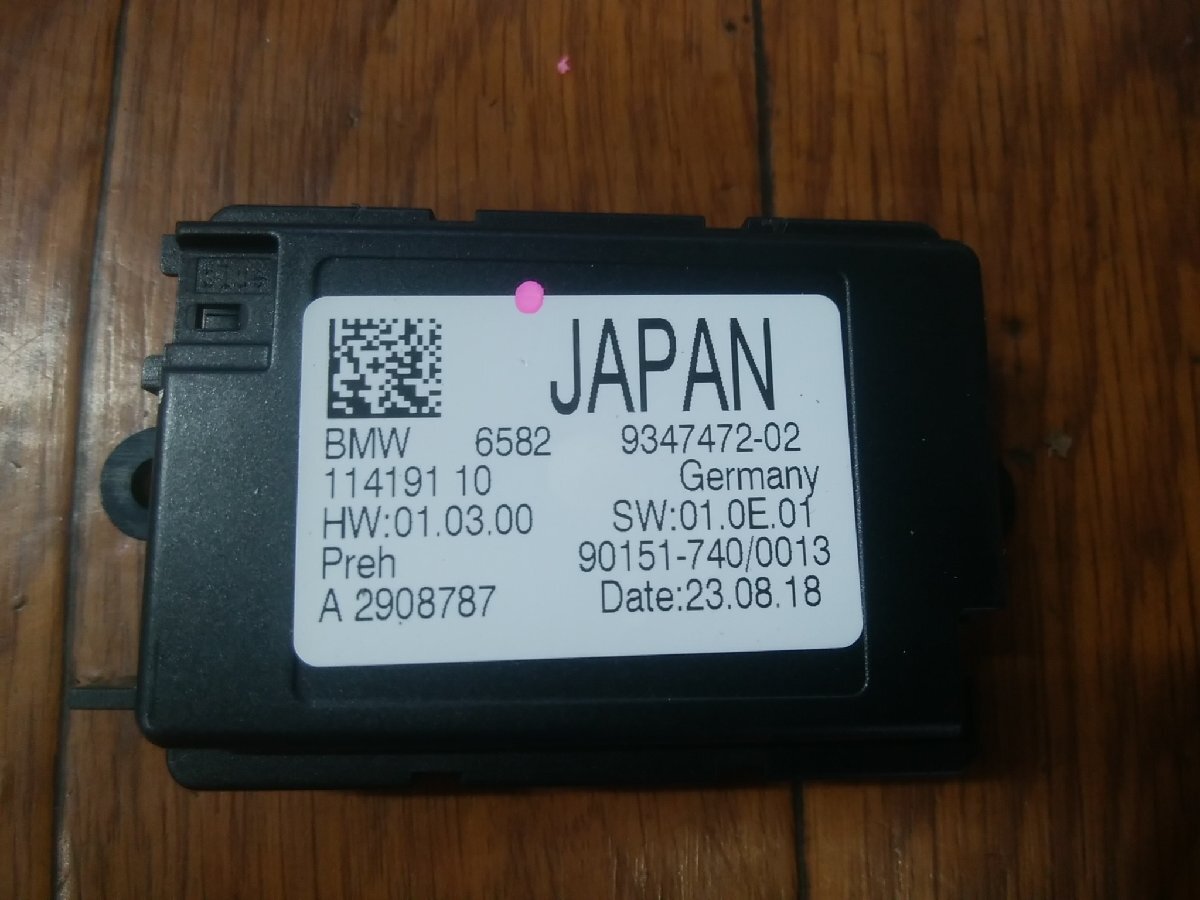 JAPAN
BMW 6582 9347472-02
114191 10 Germany
HW:01.03.00 SW:01.0E.01
Preh 90151-740/0013
A 2908787 Date:23.08.18